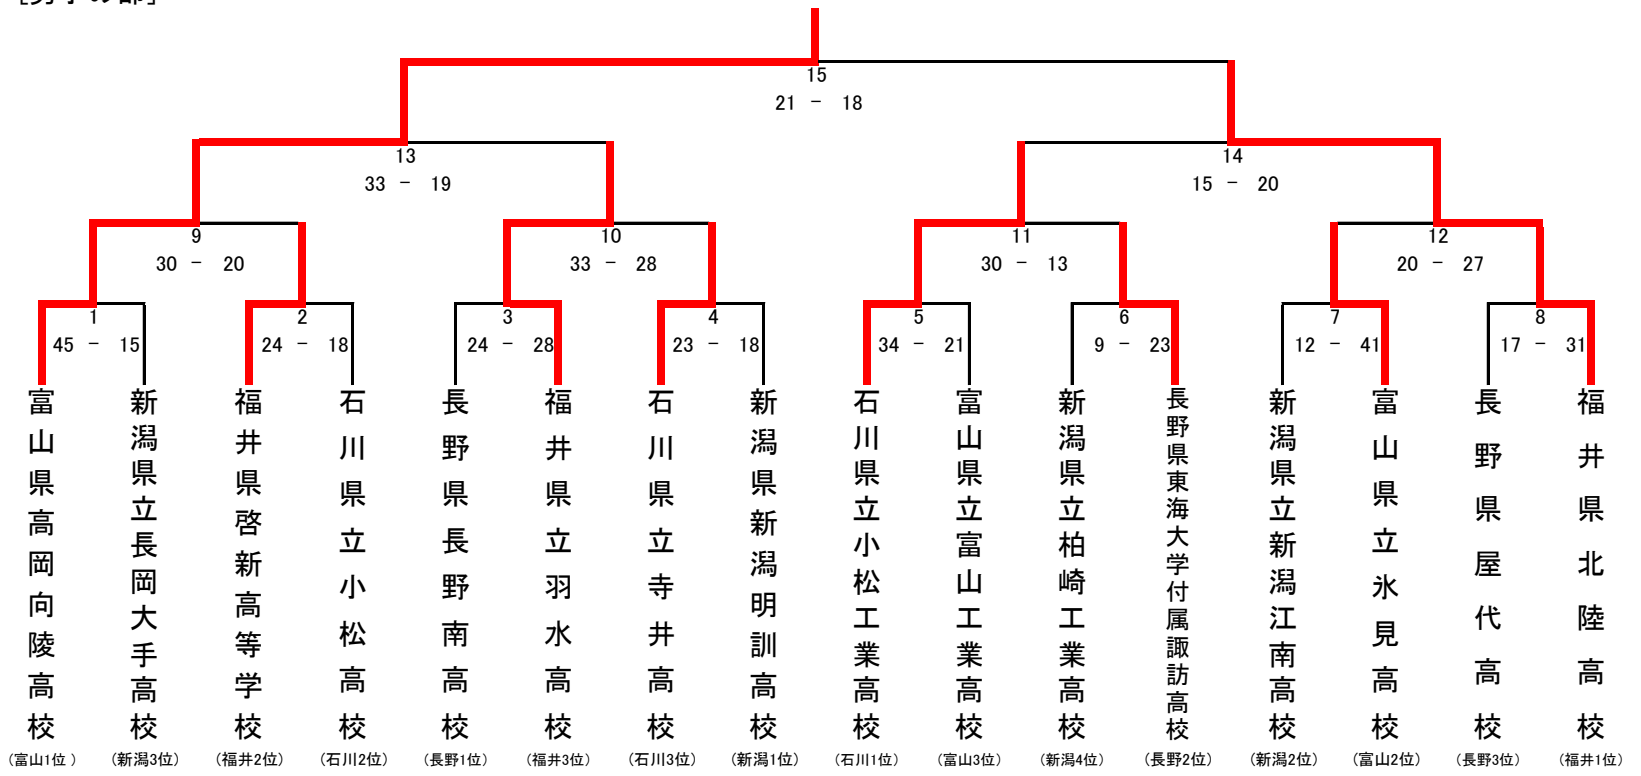 [男子の部]
15
21 － 18
13
33 － 19
14
15 － 20
9
30 － 20
10
33 － 28
11
30 － 13
12
20 － 27
1
45 － 15
2
24 － 18
3
24 － 28
4
23 － 18
5
34 － 21
6
9 － 23
7
12 － 41
8
17 － 31
富山県高岡向陵高校
新潟県立長岡大手高校
福井県啓新高等学校
石川県立小松高校
長野県長野南高校
福井県立羽水高校
石川県立寺井高校
新潟県新潟明訓高校
石川県立小松工業高校
富山県立富山工業高校
新潟県立柏崎工業高校
長野県東海大学付属諏訪高校
新潟県立新潟江南高校
富山県立氷見高校
長野県屋代高校
福井県北陸高校
(富山1位 )
(新潟3位)
(福井2位)
(石川2位)
(長野1位)
(福井3位)
(石川3位)
(新潟1位)
(石川1位)
(富山3位)
(新潟4位)
(長野2位)
(新潟2位)
(富山2位)
(長野3位)
(福井1位)